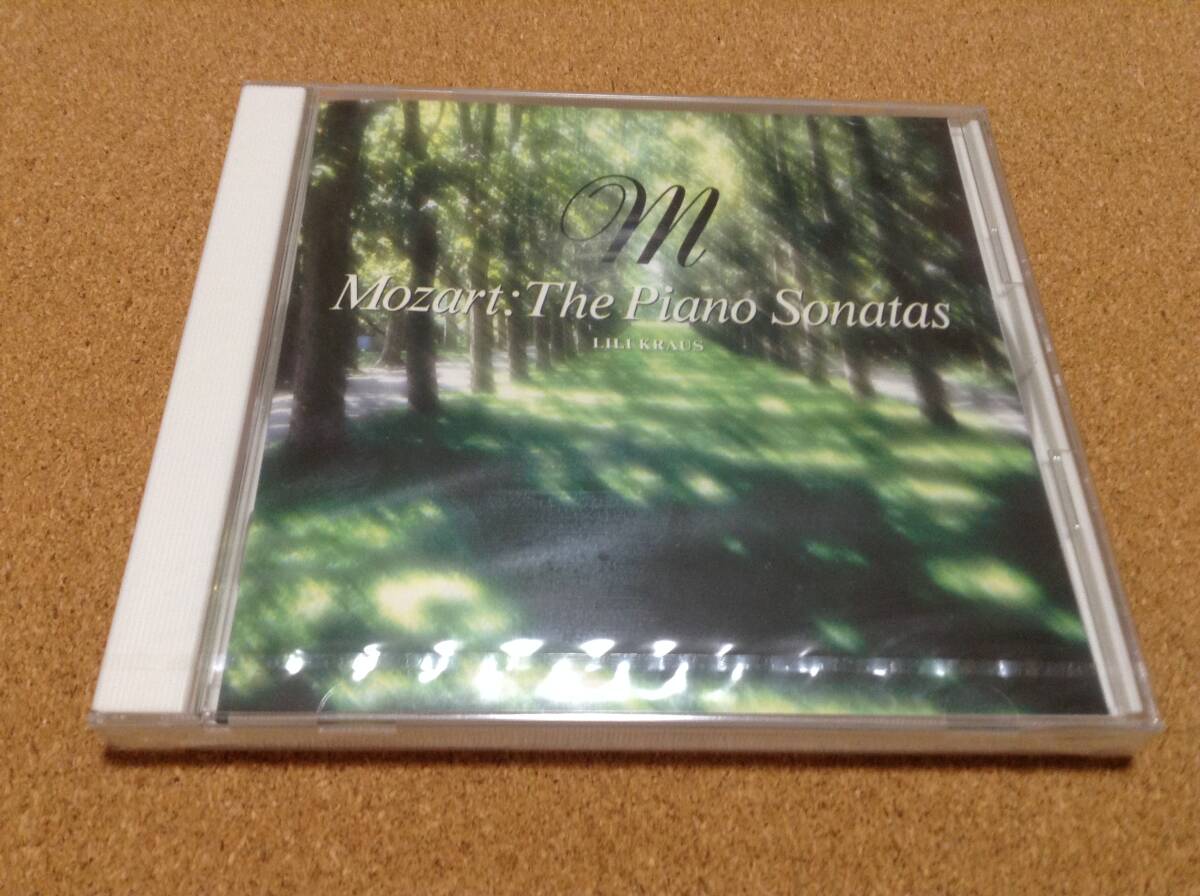 M
Mozart: The Piano Sonatas
LILI KRAUS